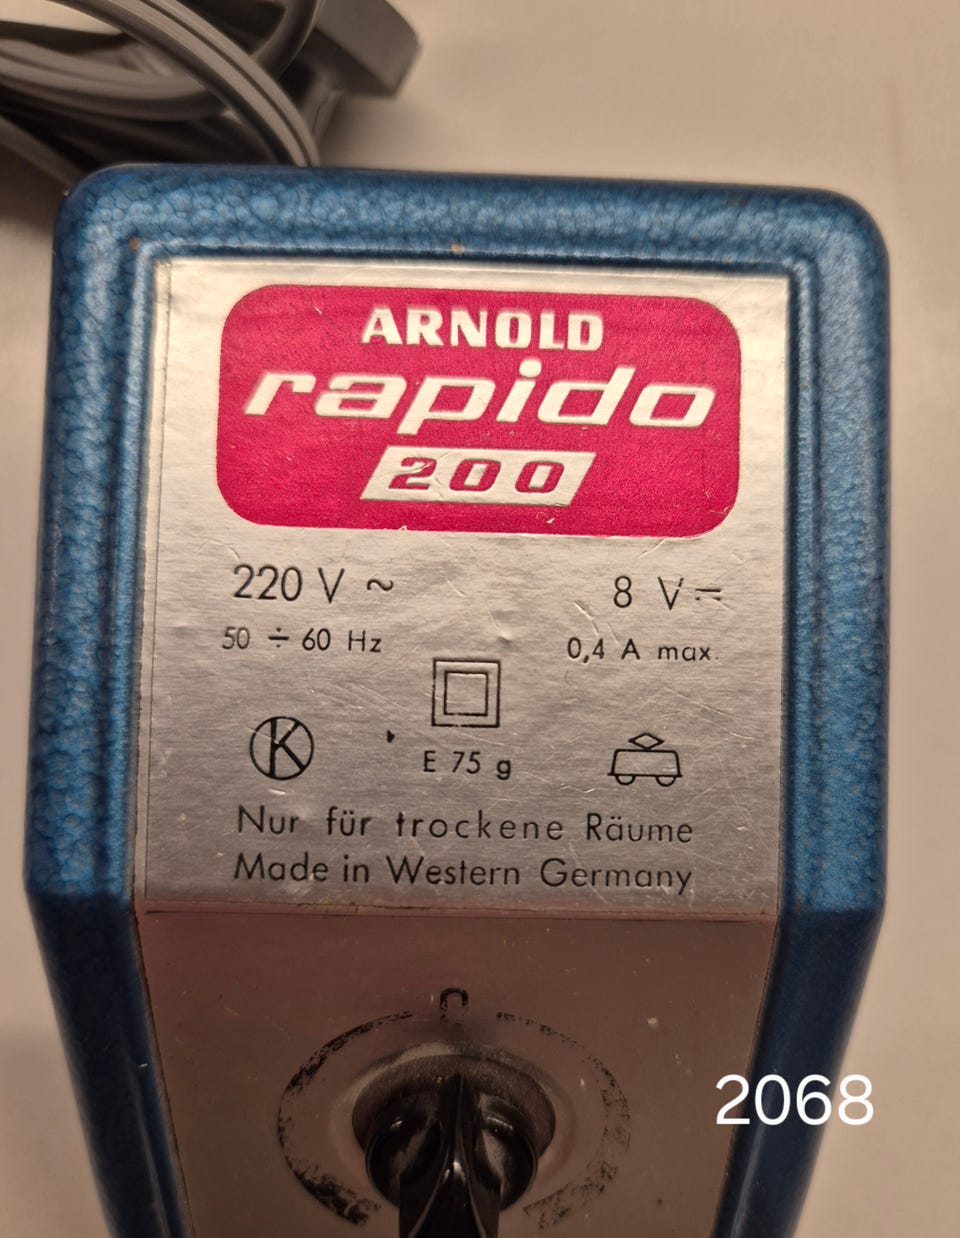 ARNOLD
rapido
200
220 V ~ 8 V ⎓
50 ÷ 60 Hz 0,4 A max.
K
E 75 g
Nur für trockene Räume
Made in Western Germany
0
2068